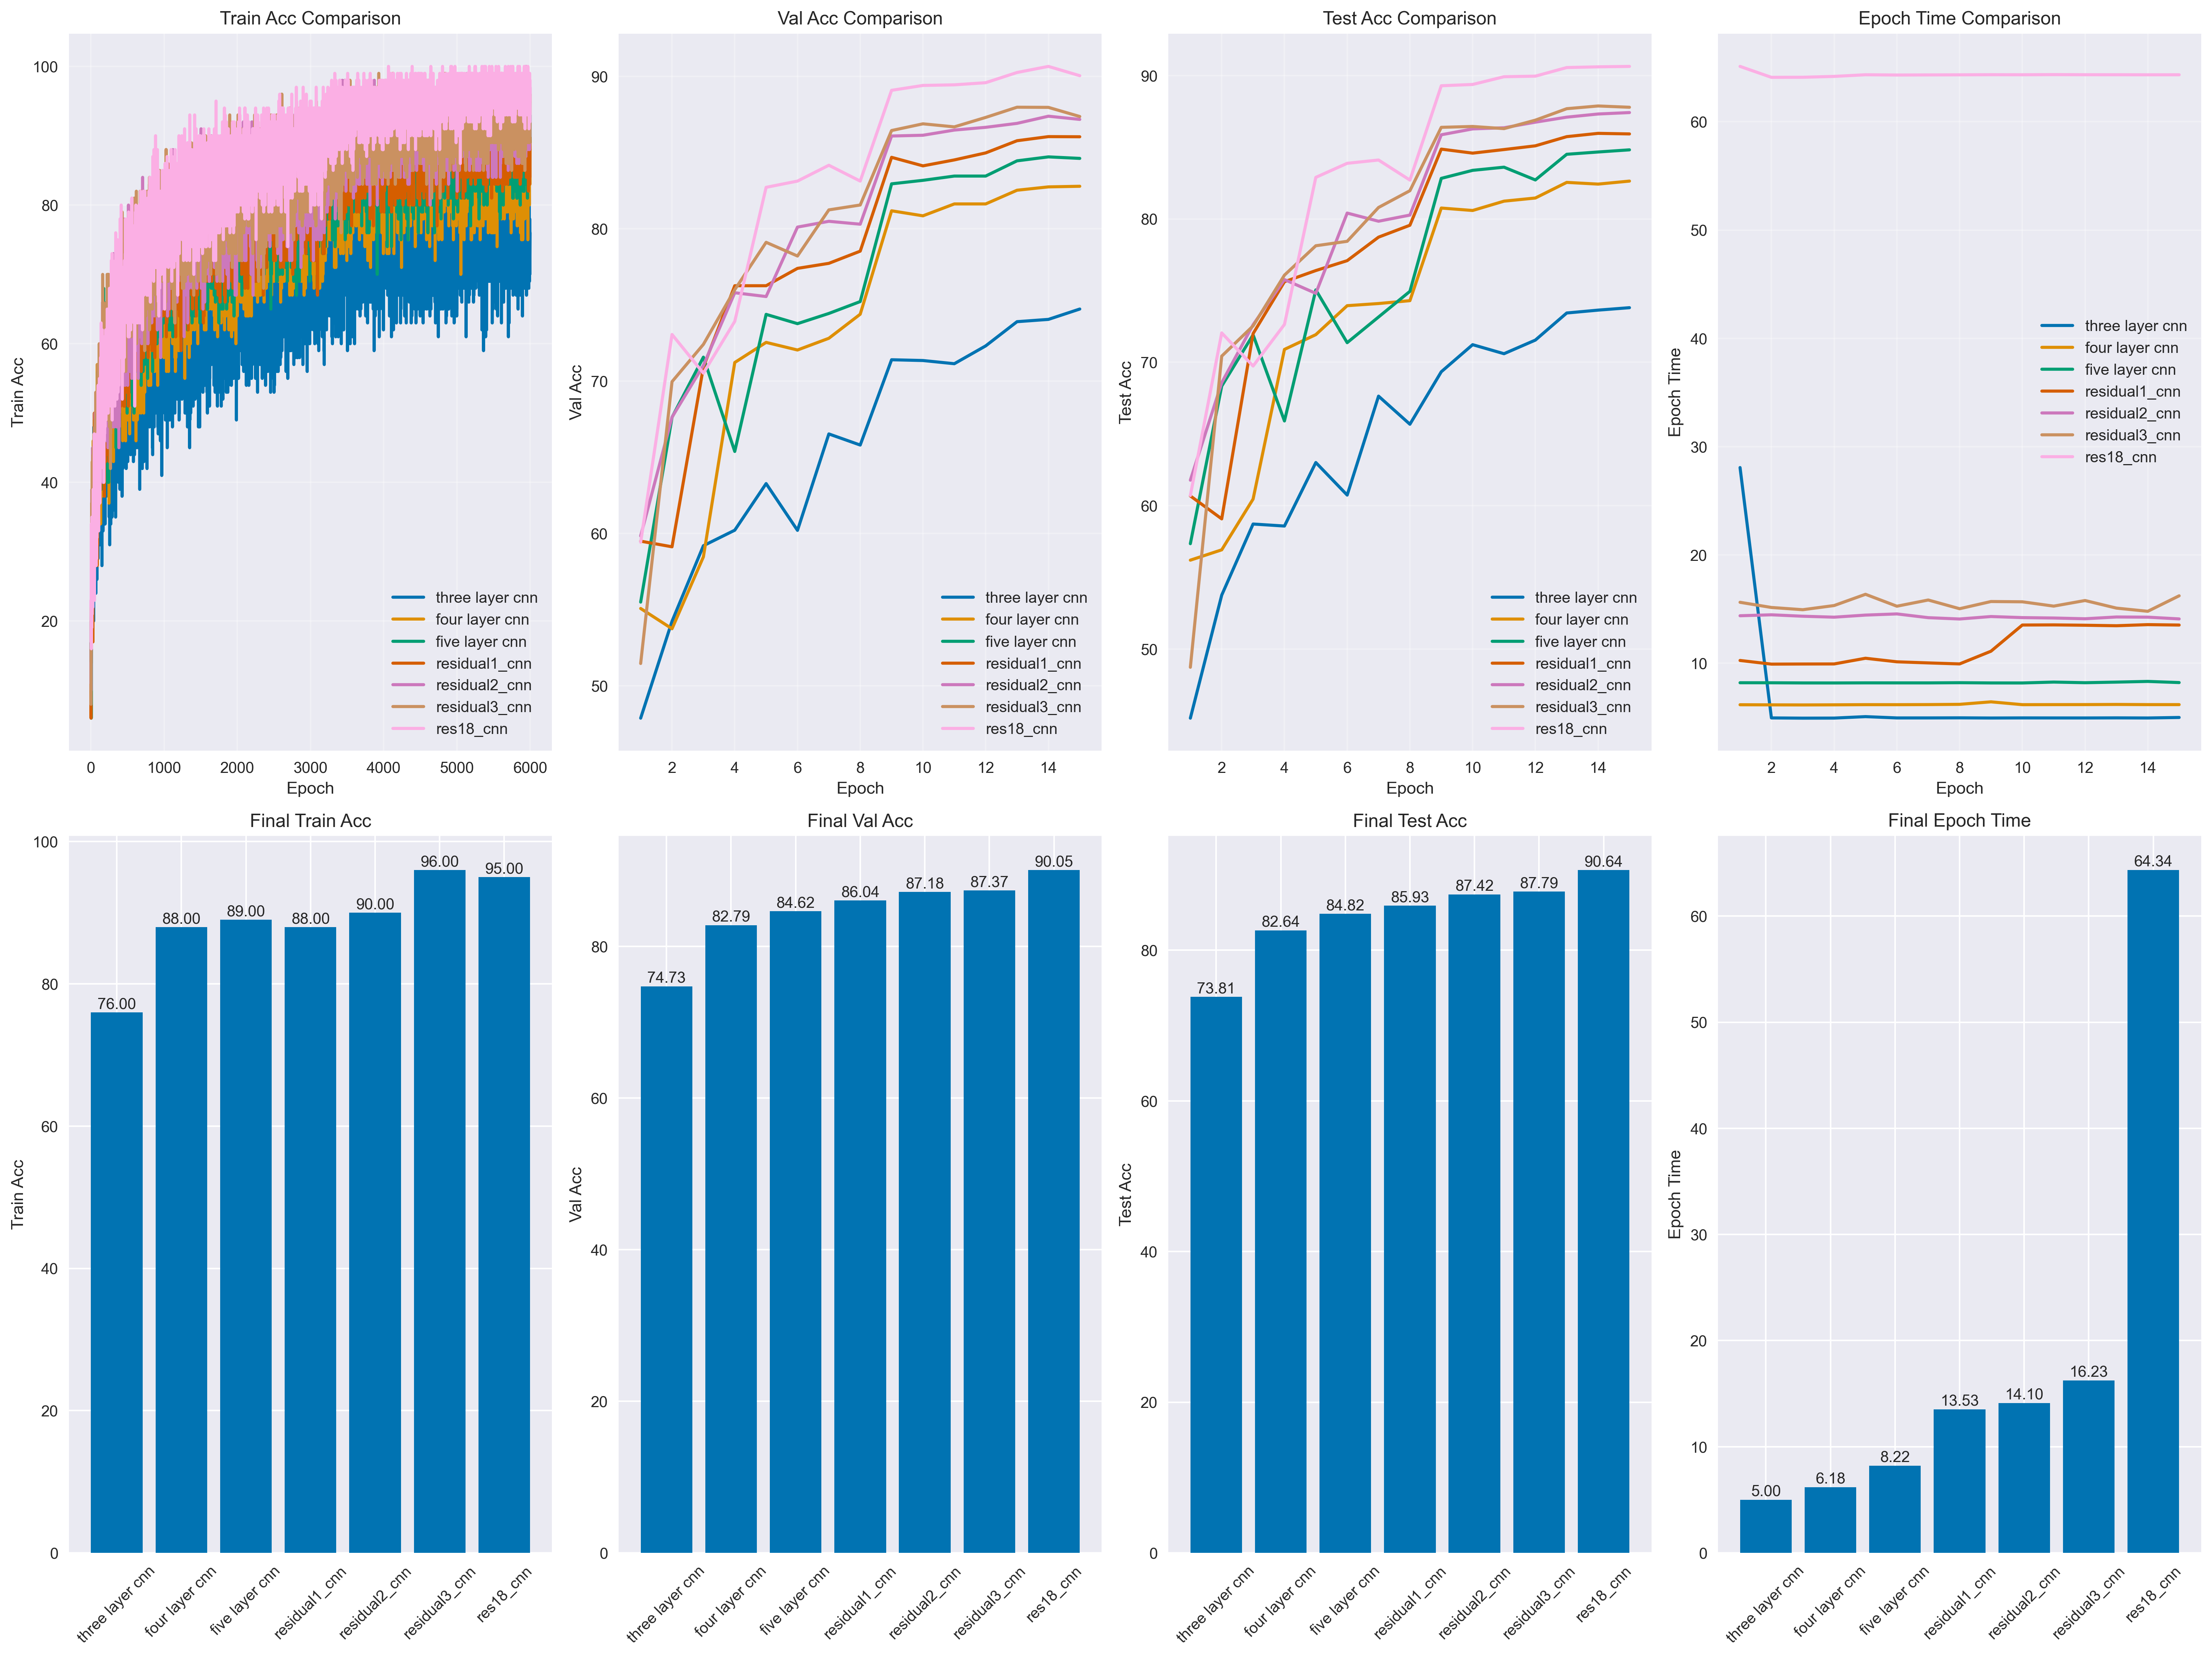 Train Acc Comparison
Train Acc
100
80
60
40
20
0 1000 2000 3000 4000 5000 6000
Epoch
three layer cnn
four layer cnn
five layer cnn
residual1_cnn
residual2_cnn
residual3_cnn
res18_cnn
Val Acc Comparison
Val Acc
90
80
70
60
50
2 4 6 8 10 12 14
Epoch
three layer cnn
four layer cnn
five layer cnn
residual1_cnn
residual2_cnn
residual3_cnn
res18_cnn
Test Acc Comparison
Test Acc
90
80
70
60
50
2 4 6 8 10 12 14
Epoch
three layer cnn
four layer cnn
five layer cnn
residual1_cnn
residual2_cnn
residual3_cnn
res18_cnn
Epoch Time Comparison
Epoch Time
60
50
40
30
20
10
2 4 6 8 10 12 14
Epoch
three layer cnn
four layer cnn
five layer cnn
residual1_cnn
residual2_cnn
residual3_cnn
res18_cnn
Final Train Acc
Train Acc
100
80
60
40
20
0
76.00 88.00 89.00 88.00 90.00 96.00 95.00
three layer cnn four layer cnn five layer cnn residual1_cnn residual2_cnn residual3_cnn res18_cnn
Final Val Acc
Val Acc
80
60
40
20
0
74.73 82.79 84.62 86.04 87.18 87.37 90.05
three layer cnn four layer cnn five layer cnn residual1_cnn residual2_cnn residual3_cnn res18_cnn
Final Test Acc
Test Acc
80
60
40
20
0
73.81 82.64 84.82 85.93 87.42 87.79 90.64
three layer cnn four layer cnn five layer cnn residual1_cnn residual2_cnn residual3_cnn res18_cnn
Final Epoch Time
Epoch Time
60
50
40
30
20
10
0
5.00 6.18 8.22 13.53 14.10 16.23 64.34
three layer cnn four layer cnn five layer cnn residual1_cnn residual2_cnn residual3_cnn res18_cnn